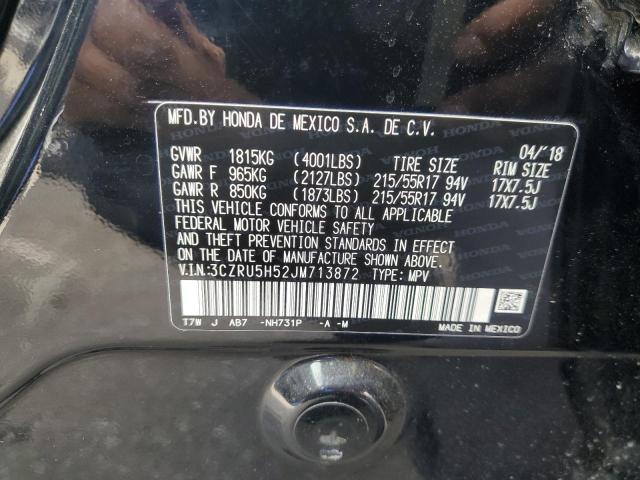 MFD.BY HONDA DE MEXICO S.A. DE C.V.
04/'18
GVWR 1815KG (4001LBS) TIRE SIZE RIM SIZE
GAWR F 965KG (2127LBS) 215/55R17 94V 17X7.5J
GAWR R 850KG (1873LBS) 215/55R17 94V 17X7.5J
THIS VEHICLE CONFORMS TO ALL APPLICABLE
FEDERAL MOTOR VEHICLE SAFETY
AND THEFT PREVENTION STANDARDS IN EFFECT
ON THE DATE OF MANUFACTURE SHOWN ABOVE.
V.I.N:3CZRU5H52JM713872 TYPE: MPV
T7W J AB7 -NH731P -A -M MADE IN MEXICO